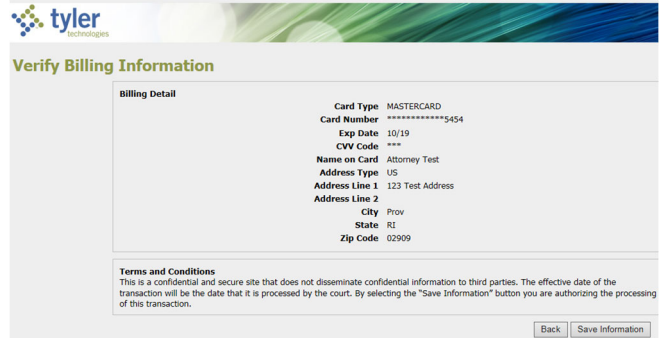 tyler
technologies
Verify Billing Information
Billing Detail
Card Type MASTERCARD
Card Number ************5454
Exp Date 10/19
CVV Code ***
Name on Card Attorney Test
Address Type US
Address Line 1 123 Test Address
Address Line 2
City Prov
State RI
Zip Code 02909
Terms and Conditions
This is a confidential and secure site that does not disseminate confidential information to third parties. The effective date of the
transaction will be the date that it is processed by the court. By selecting the "Save Information" button you are authorizing the processing
of this transaction.
Back Save Information